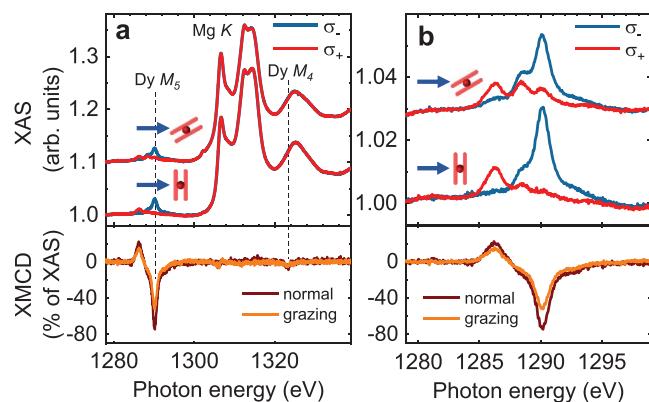 a
Mg K
σ-
σ+
Dy M5
Dy M4
XAS
(arb. units)
1.3
1.2
1.1
1.0
b
σ-
σ+
1.04
1.02
1.00
XMCD
(% of XAS)
0
-40
-80
normal
grazing
1280
1300
1320
Photon energy (eV)
0
-40
-80
normal
grazing
1280
1285
1290
1295
Photon energy (eV)